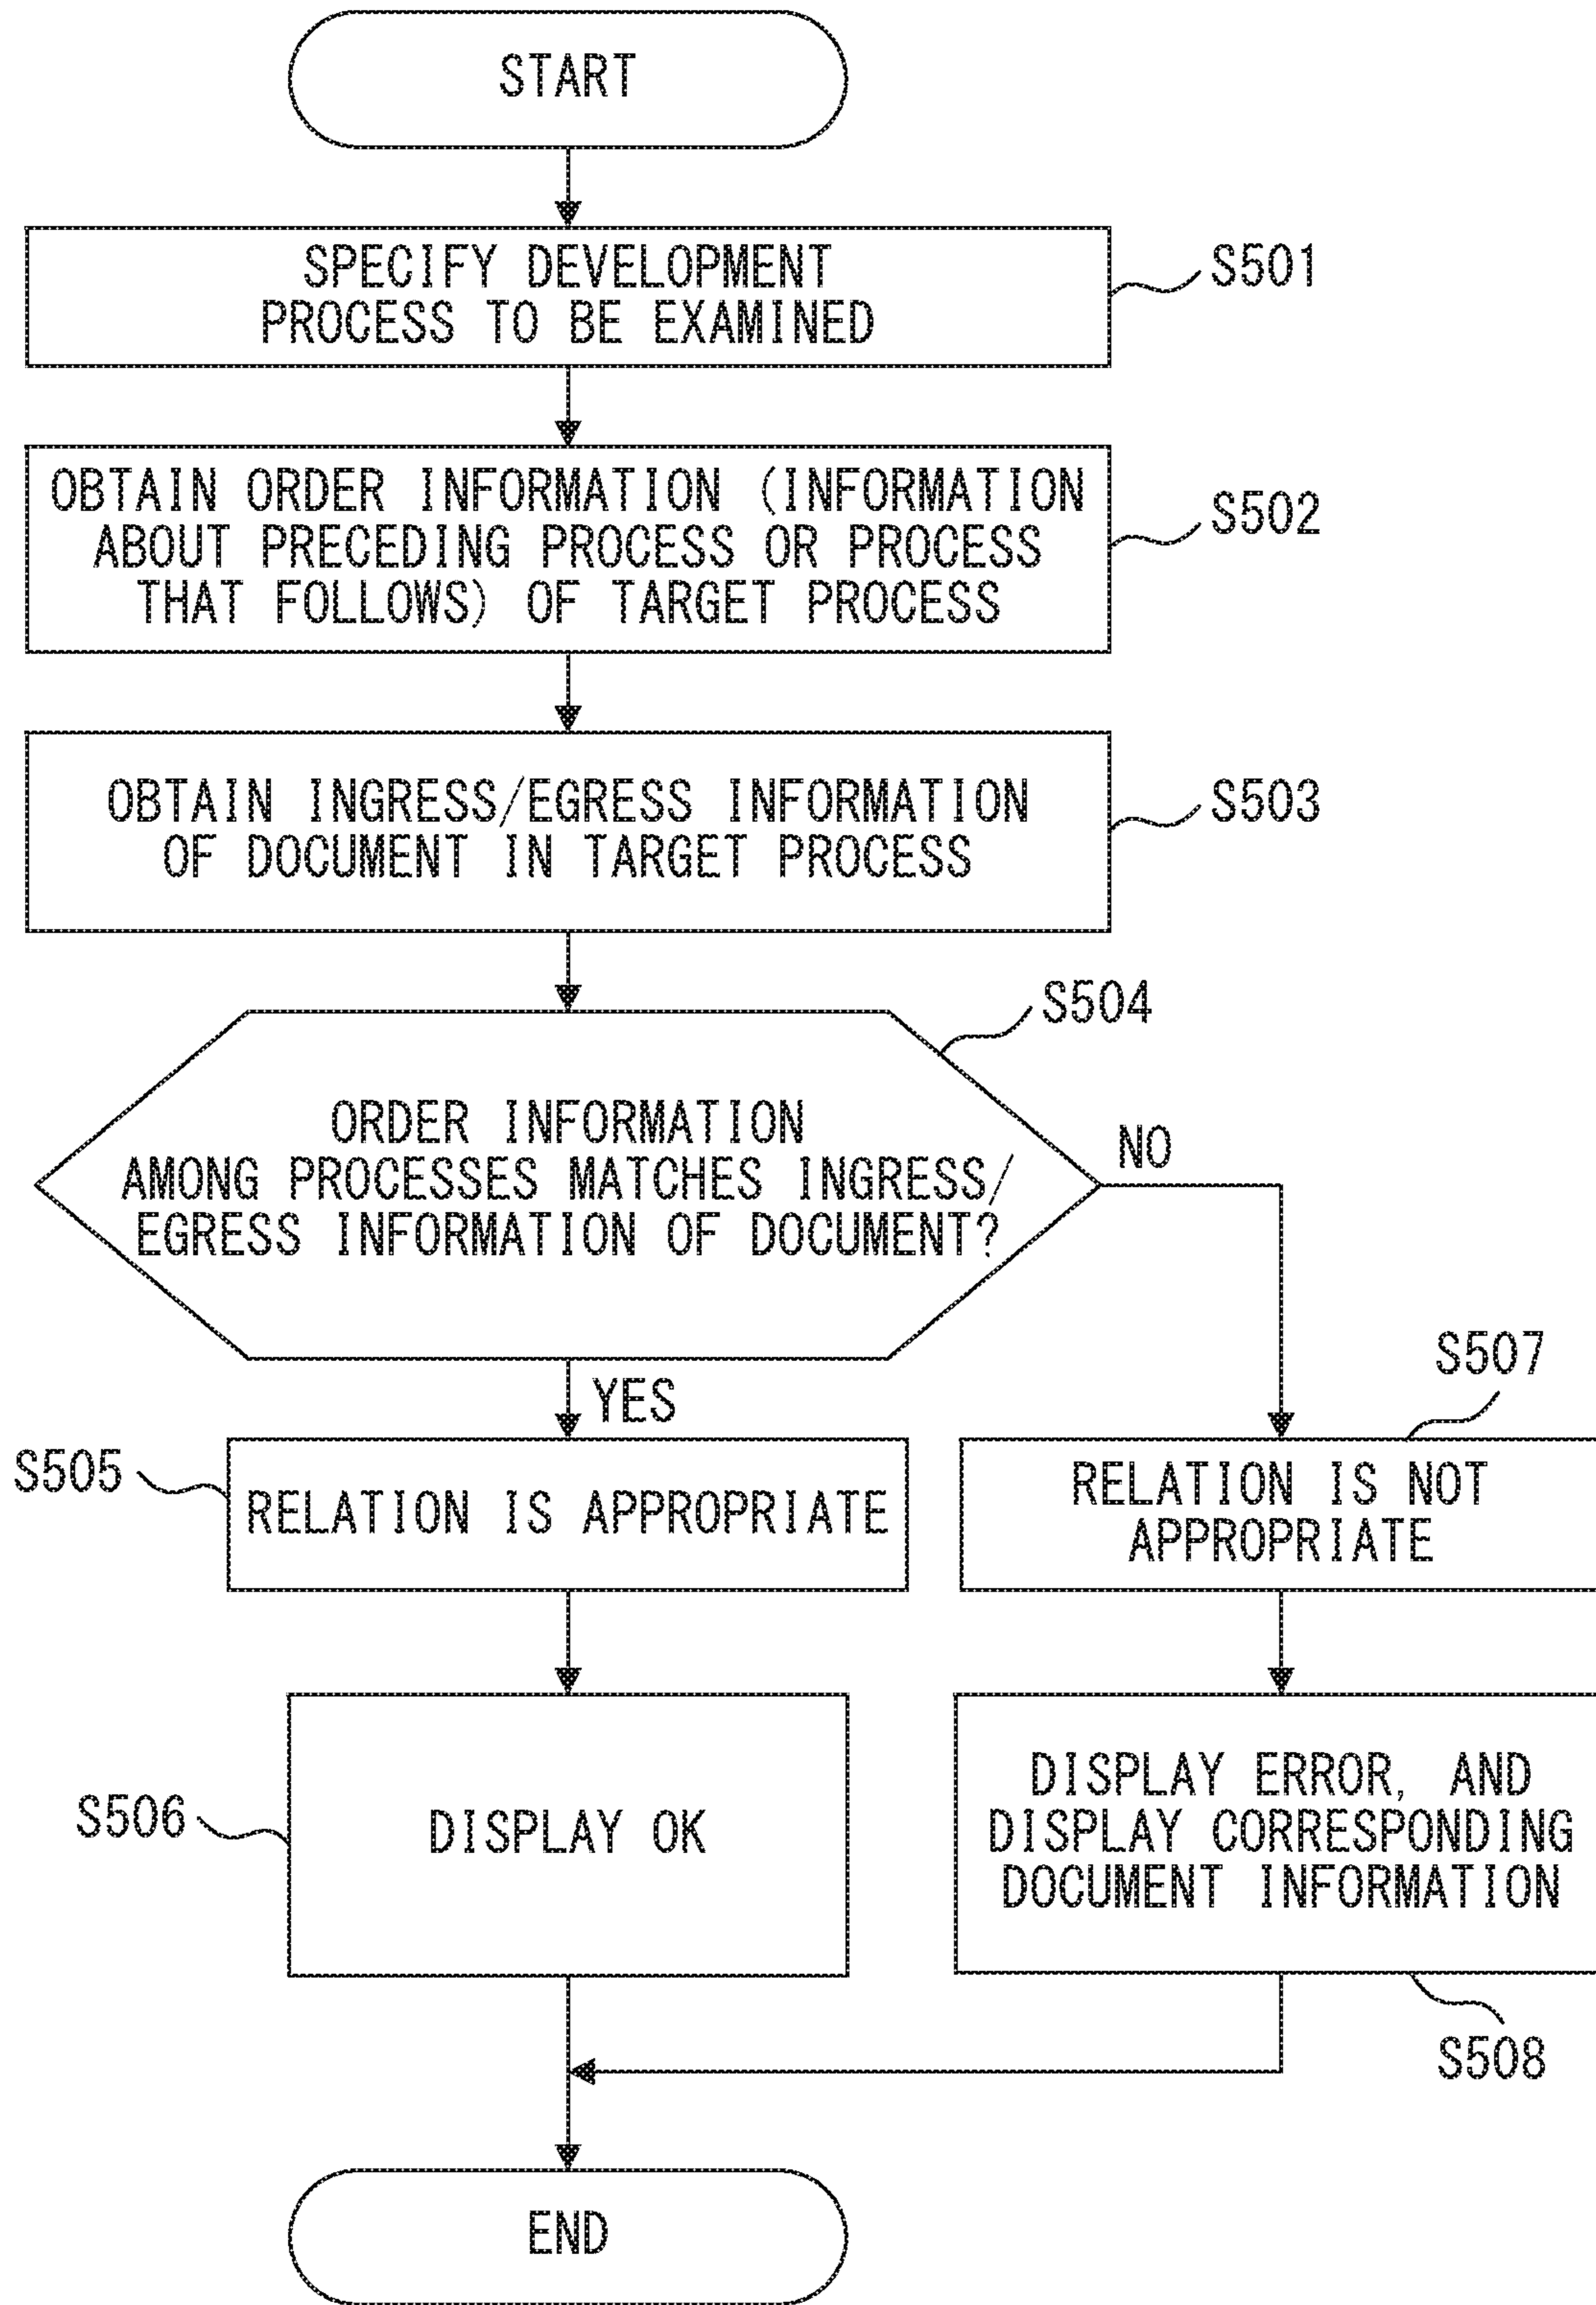 START
SPECIFY DEVELOPMENT
PROCESS TO BE EXAMINED
S501
OBTAIN ORDER INFORMATION (INFORMATION
ABOUT PRECEDING PROCESS OR PROCESS
THAT FOLLOWS) OF TARGET PROCESS
S502
OBTAIN INGRESS/EGRESS INFORMATION
OF DOCUMENT IN TARGET PROCESS
S503
S504
ORDER INFORMATION
AMONG PROCESSES MATCHES INGRESS/
EGRESS INFORMATION OF DOCUMENT?
NO
YES
S505
RELATION IS APPROPRIATE
S507
RELATION IS NOT
APPROPRIATE
S506
DISPLAY OK
DISPLAY ERROR, AND
DISPLAY CORRESPONDING
DOCUMENT INFORMATION
S508
END